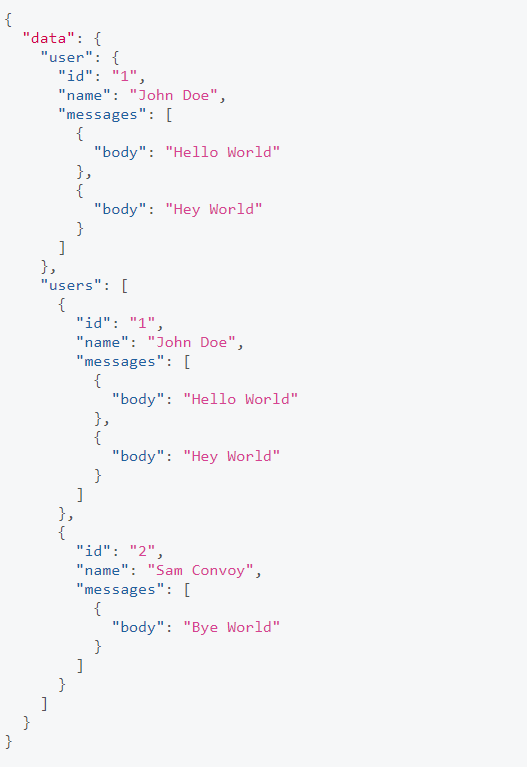 {
  "data": {
    "user": {
      "id": "1",
      "name": "John Doe",
      "messages": [
        {
          "body": "Hello World"
        },
        {
          "body": "Hey World"
        }
      ]
    },
    "users": [
      {
        "id": "1",
        "name": "John Doe",
        "messages": [
          {
            "body": "Hello World"
          },
          {
            "body": "Hey World"
          }
        ]
      },
      {
        "id": "2",
        "name": "Sam Convoy",
        "messages": [
          {
            "body": "Bye World"
          }
        ]
      }
    ]
  }
}